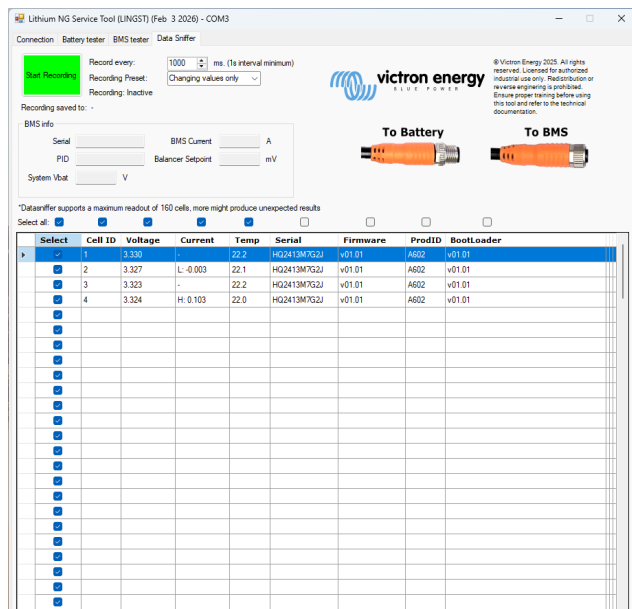 Lithium NG Service Tool (LINGST) (Feb 3 2026) - COM3
Connection Battery tester BMS tester Data Sniffer
Start Recording
Record every: 1000 ms. (1s interval minimum)
Recording Preset: Changing values only
Recording: Inactive
Recording saved to: -
victron energy
BLUE POWER
® Victron Energy 2025. All rights
reserved. Licensed for authorized
industrial use only. Redistribution or
reverse enginering is prohibited.
Ensure proper training before using
this tool and refer to the technical
documentation.
BMS info
Serial BMS Current A
PID Balancer Setpoint mV
System Vbat V
To Battery To BMS
*Datasniffer supports a maximum readout of 160 cells, more might produce unexpected results
Select all:
Select Cell ID Voltage Current Temp Serial Firmware ProdID BootLoader
1 3.330 - 22.2 HQ2413M7G2J v01.01 A602 v01.01
2 3.327 L: -0.003 22.1 HQ2413M7G2J v01.01 A602 v01.01
3 3.323 - 22.2 HQ2413M7G2J v01.01 A602 v01.01
4 3.324 H: 0.103 22.0 HQ2413M7G2J v01.01 A602 v01.01